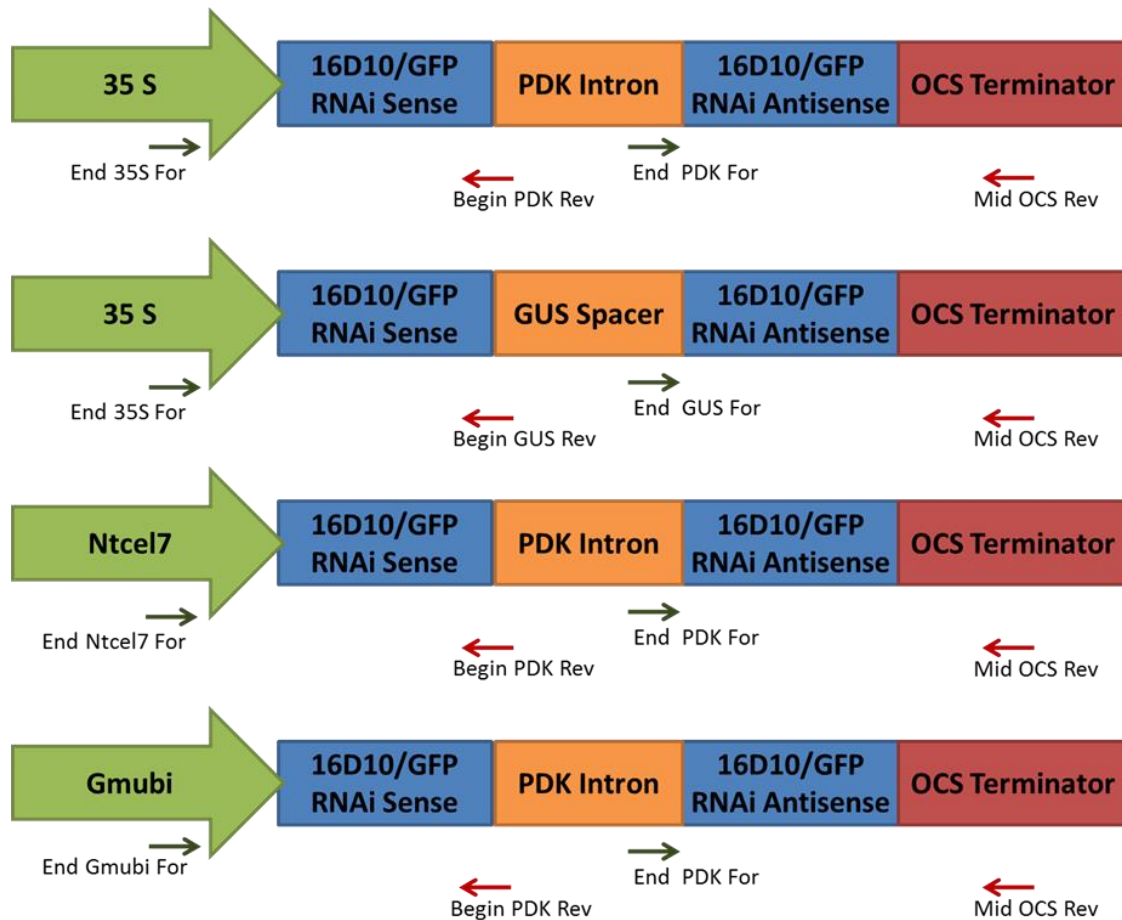 35 S
16D10/GFP
RNAi Sense
PDK Intron
16D10/GFP
RNAi Antisense
OCS Terminator
End 35S For
Begin PDK Rev
End PDK For
Mid OCS Rev
35 S
16D10/GFP
RNAi Sense
GUS Spacer
16D10/GFP
RNAi Antisense
OCS Terminator
End 35S For
Begin GUS Rev
End GUS For
Mid OCS Rev
Ntcel7
16D10/GFP
RNAi Sense
PDK Intron
16D10/GFP
RNAi Antisense
OCS Terminator
End Ntcel7 For
Begin PDK Rev
End PDK For
Mid OCS Rev
Gmubi
16D10/GFP
RNAi Sense
PDK Intron
16D10/GFP
RNAi Antisense
OCS Terminator
End Gmubi For
Begin PDK Rev
End PDK For
Mid OCS Rev